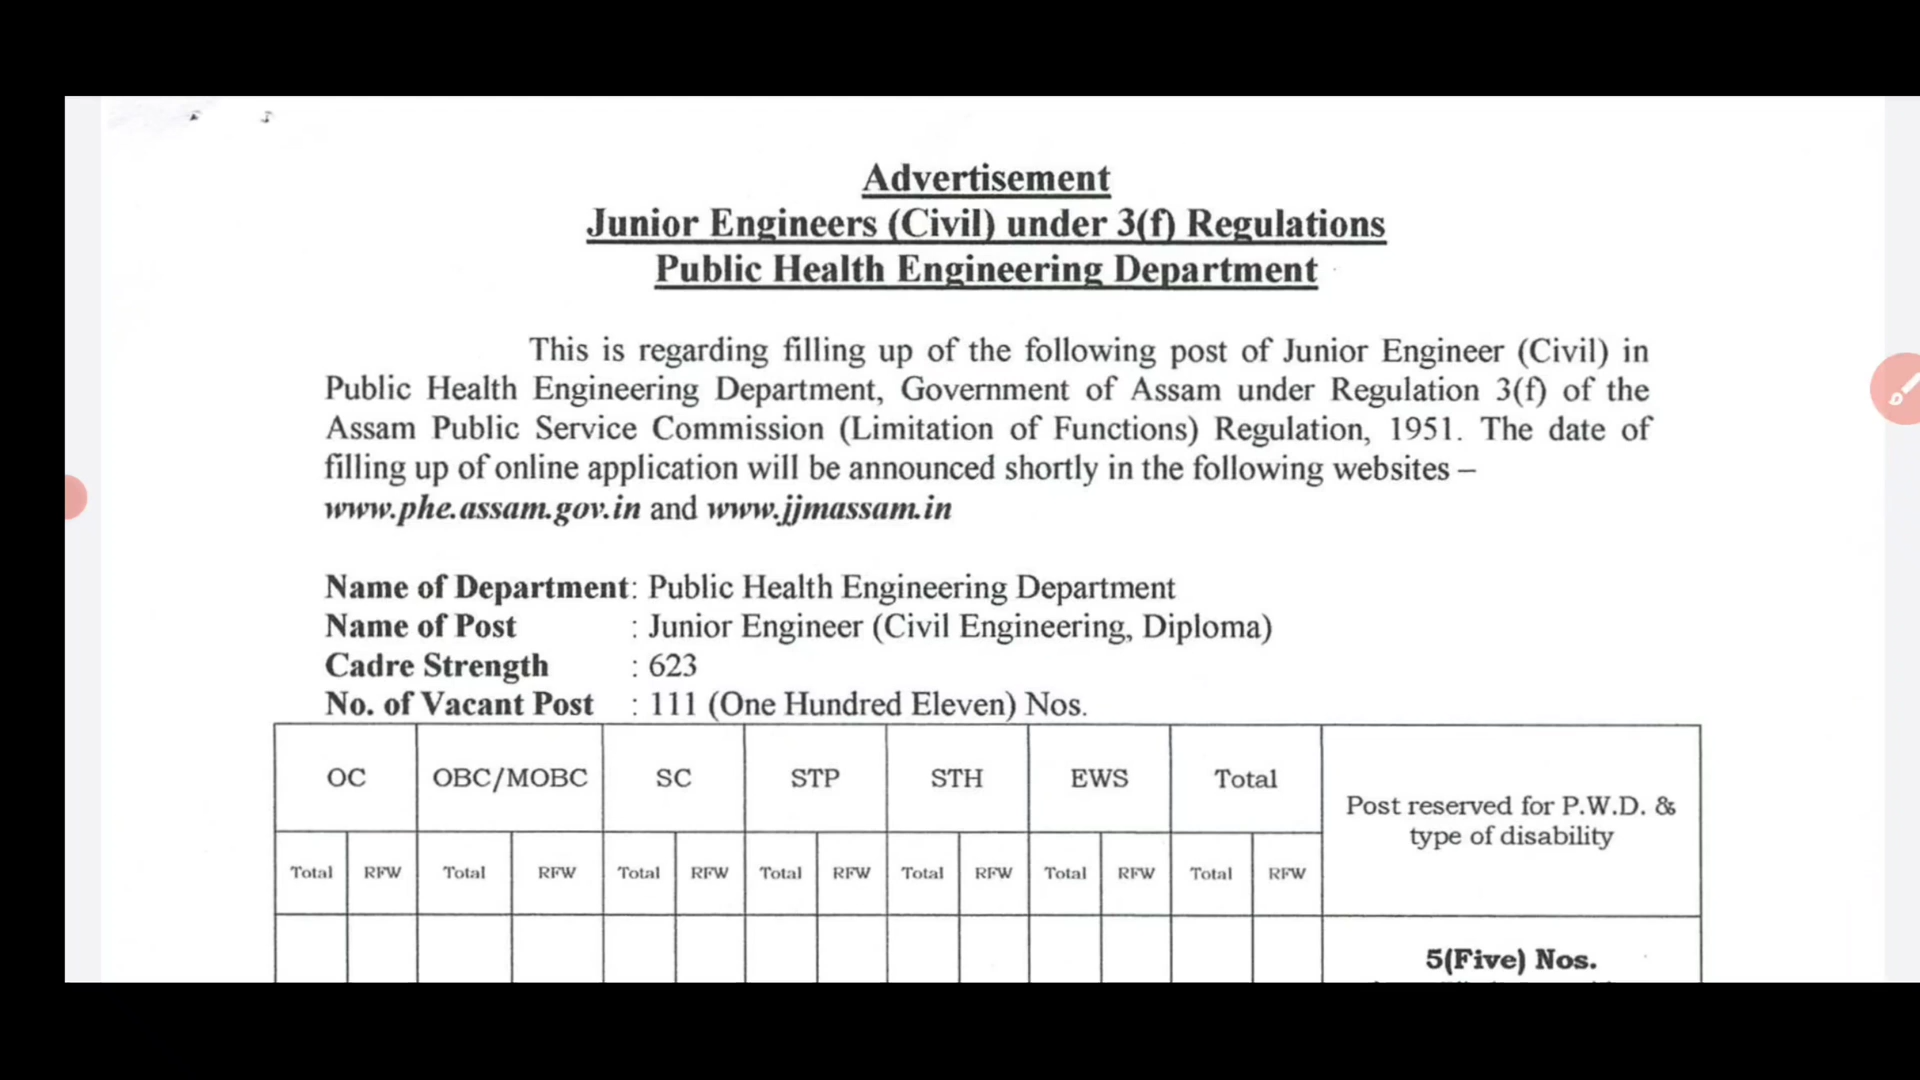 Advertisement
Junior Engineers (Civil) under 3(f) Regulations
Public Health Engineering Department
This is regarding filling up of the following post of Junior Engineer (Civil) in
Public Health Engineering Department, Government of Assam under Regulation 3(f) of the
Assam Public Service Commission (Limitation of Functions) Regulation, 1951. The date of
filling up of online application will be announced shortly in the following websites –
www.phe.assam.gov.in and www.jjmassam.in
Name of Department: Public Health Engineering Department
Name of Post : Junior Engineer (Civil Engineering, Diploma)
Cadre Strength : 623
No. of Vacant Post : 111 (One Hundred Eleven) Nos.
OC OBC/MOBC SC STP STH EWS Total
Post reserved for P.W.D. &
type of disability
Total RFW Total RFW Total RFW Total RFW Total RFW Total RFW Total RFW
5(Five) Nos.